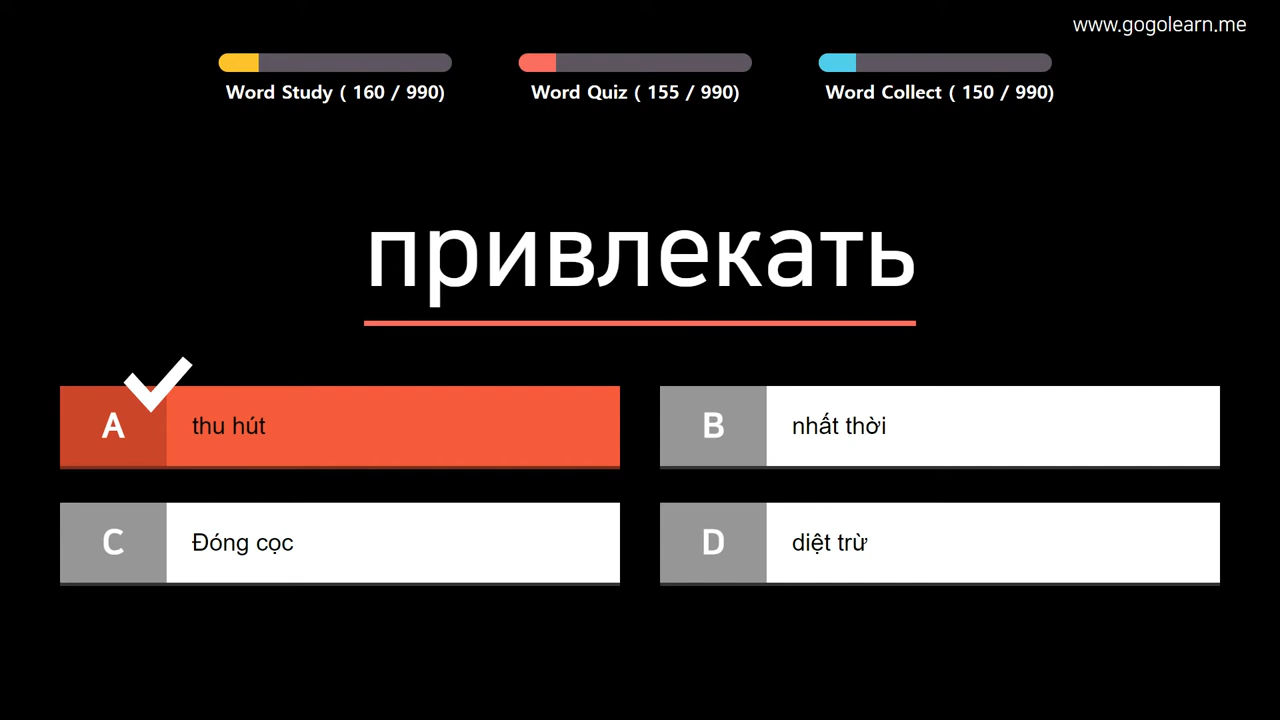 www.gogolearn.me
Word Study ( 160 / 990)
Word Quiz ( 155 / 990)
Word Collect ( 150 / 990)
привлекать
A thu hút
B nhất thời
C Đóng cọc
D diệt trừ